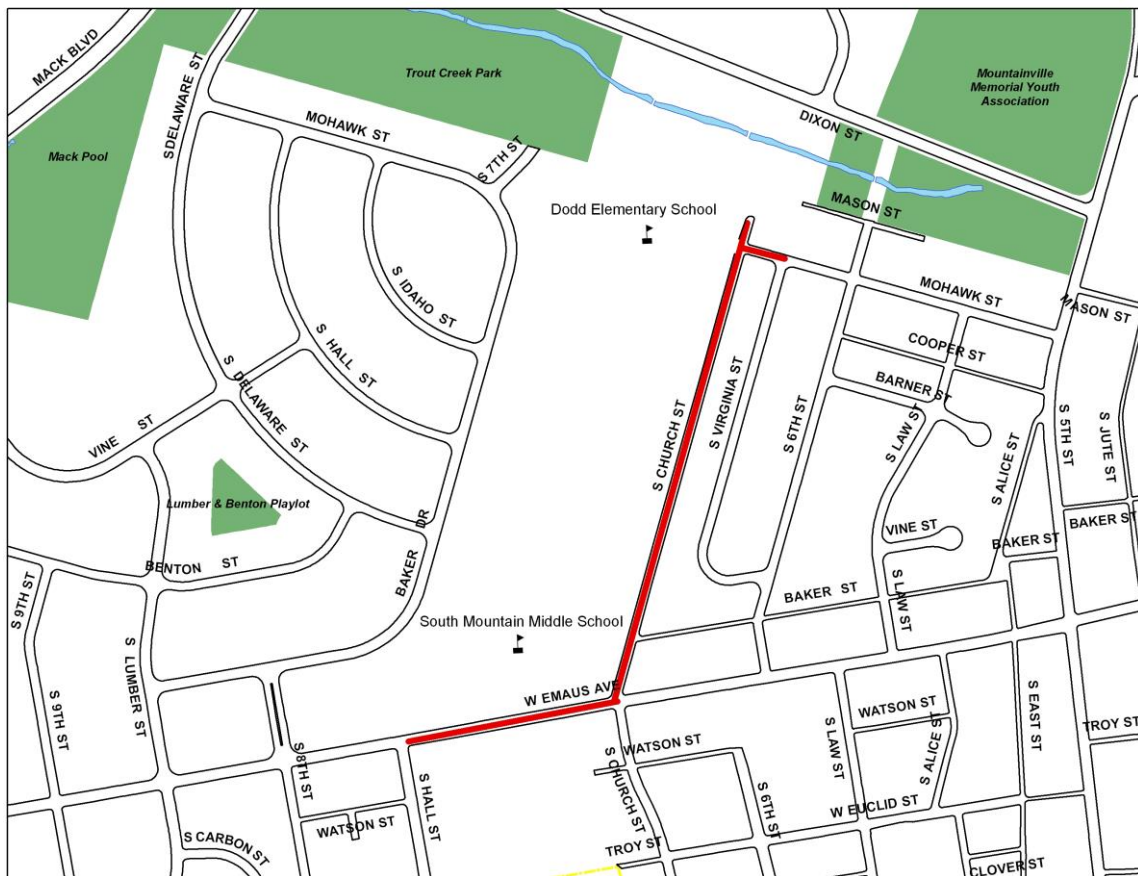 MACK BLVD
SDELAWARE ST
Trout Creek Park
Mountainville
Memorial Youth
Association
MOHAWK ST
DIXON ST
Mack Pool
S 7TH ST
MASON ST
Dodd Elementary School
S IDAHO ST
MOHAWK ST
MASON ST
S HALL ST
COOPER ST
S DELAWARE ST
BARNER ST
S VIRGINIA ST
S 6TH ST
S LAW ST
S 5TH ST
S JUTE ST
VINE ST
S CHURCH ST
S ALICE ST
Lumber & Benton Playlot
BAKER DR
VINE ST
BAKER ST
BAKER ST
BENTON ST
S 9TH ST
BAKER ST
S LAW ST
South Mountain Middle School
S LUMBER ST
W EMAUS AVE
S 9TH ST
S EAST ST
WATSON ST
S ALICE ST
TROY ST
S 8TH ST
WATSON ST
S LAW ST
S CHURCH ST
S 6TH ST
S HALL ST
W EUCLID ST
WATSON ST
S CARBON ST
TROY ST
CLOVER ST